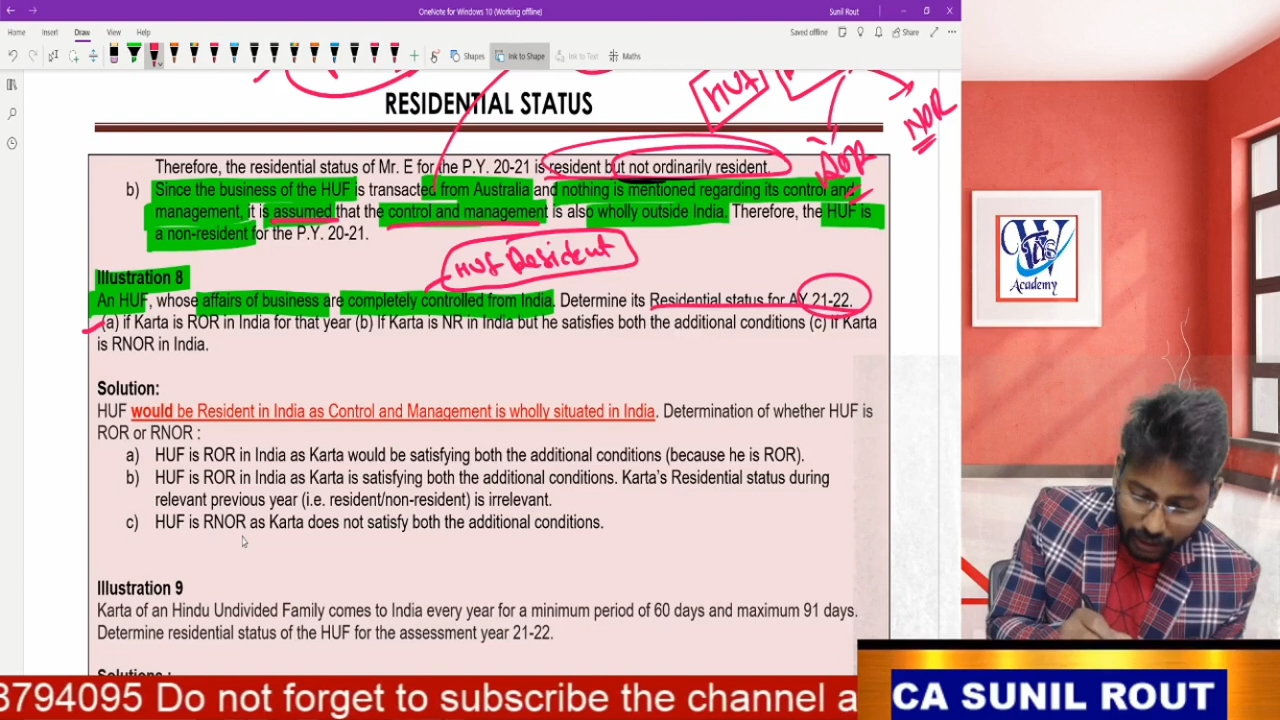 OneNote for Windows 10 (Working offline)
Sunil Rout
Home Insert Draw View Help
Saved offline
Share
Shapes
Ink to Shape
Ink to Text
Maths
HUF
NOR
ROR
RESIDENTIAL STATUS
Therefore, the residential status of Mr. E for the P.Y. 20-21 is resident but not ordinarily resident.
b) Since the business of the HUF is transacted from Australia and nothing is mentioned regarding its control and
management, it is assumed that the control and management is also wholly outside India. Therefore, the HUF is
a non-resident for the P.Y. 20-21.
HUF Resident
Illustration 8
An HUF, whose affairs of business are completely controlled from India. Determine its Residential status for AY 21-22.
(a) if Karta is ROR in India for that year (b) If Karta is NR in India but he satisfies both the additional conditions (c) If Karta
is RNOR in India.
Solution:
HUF would be Resident in India as Control and Management is wholly situated in India. Determination of whether HUF is
ROR or RNOR :
a) HUF is ROR in India as Karta would be satisfying both the additional conditions (because he is ROR).
b) HUF is ROR in India as Karta is satisfying both the additional conditions. Karta's Residential status during
relevant previous year (i.e. resident/non-resident) is irrelevant.
c) HUF is RNOR as Karta does not satisfy both the additional conditions.
Illustration 9
Karta of an Hindu Undivided Family comes to India every year for a minimum period of 60 days and maximum 91 days.
Determine residential status of the HUF for the assessment year 21-22.
Solutions :
Academy
3794095 Do not forget to subscribe the channel a
CA SUNIL ROUT